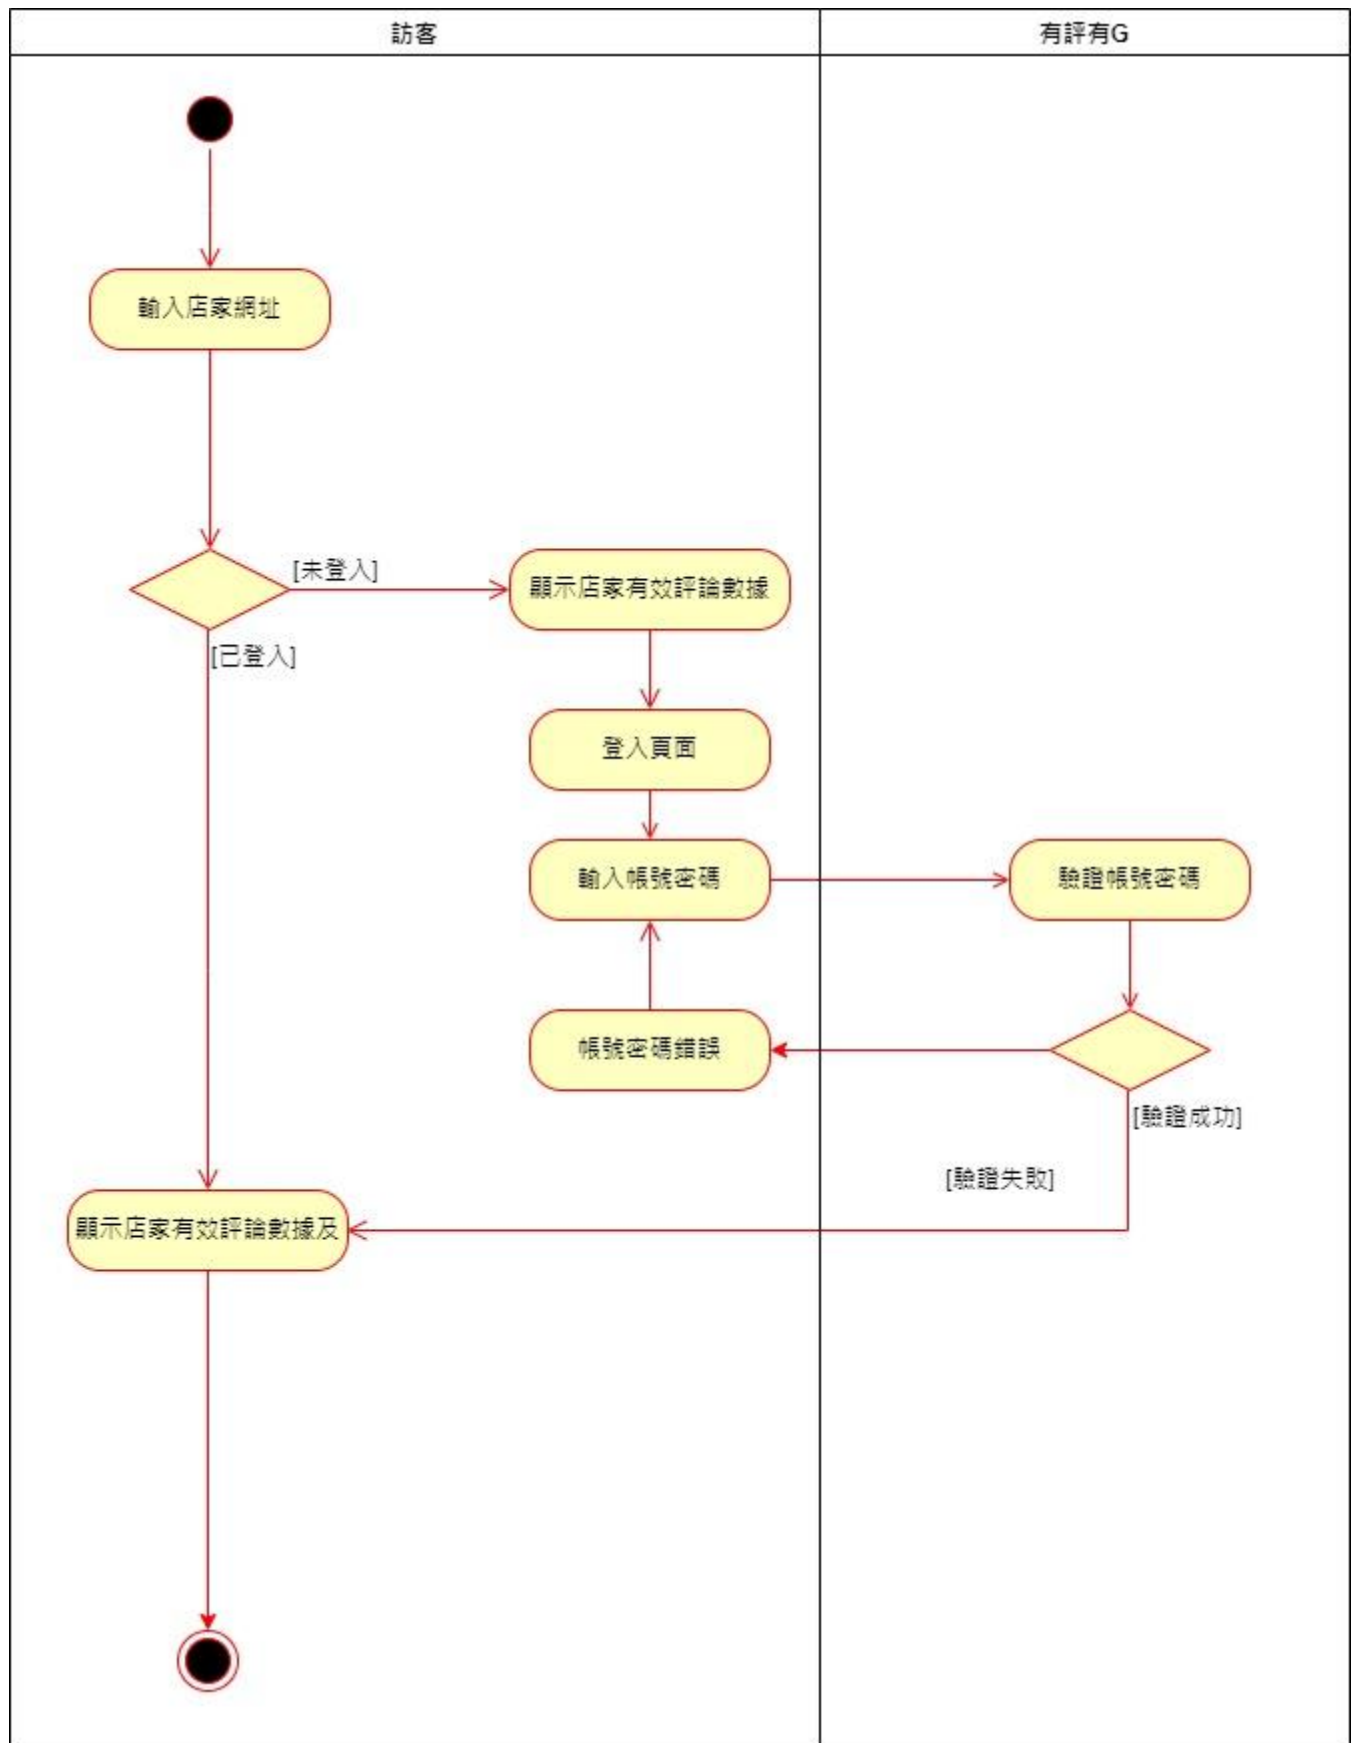 訪客
有評有G
輸入店家網址
[未登入]
顯示店家有效評論數據
[已登入]
登入頁面
輸入帳號密碼
驗證帳號密碼
帳號密碼錯誤
[驗證成功]
[驗證失敗]
顯示店家有效評論數據及